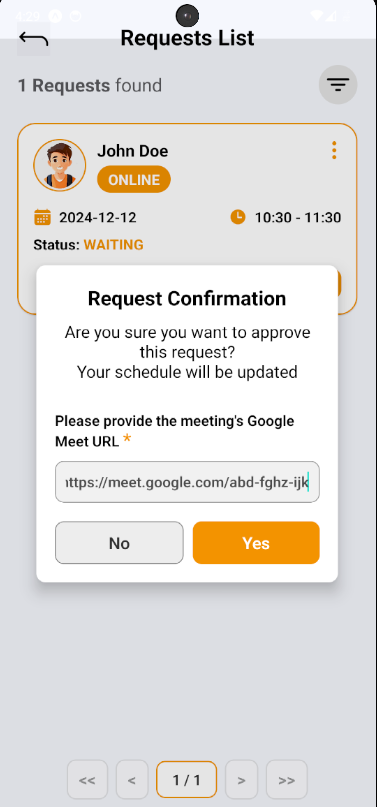 4:29
Requests List
1 Requests found
John Doe
ONLINE
2024-12-12
10:30 - 11:30
Status: WAITING
Request Confirmation
Are you sure you want to approve
this request?
Your schedule will be updated
Please provide the meeting's Google
Meet URL *
https://meet.google.com/abd-fghz-ijk
No
Yes
<<
<
1 / 1
>
>>